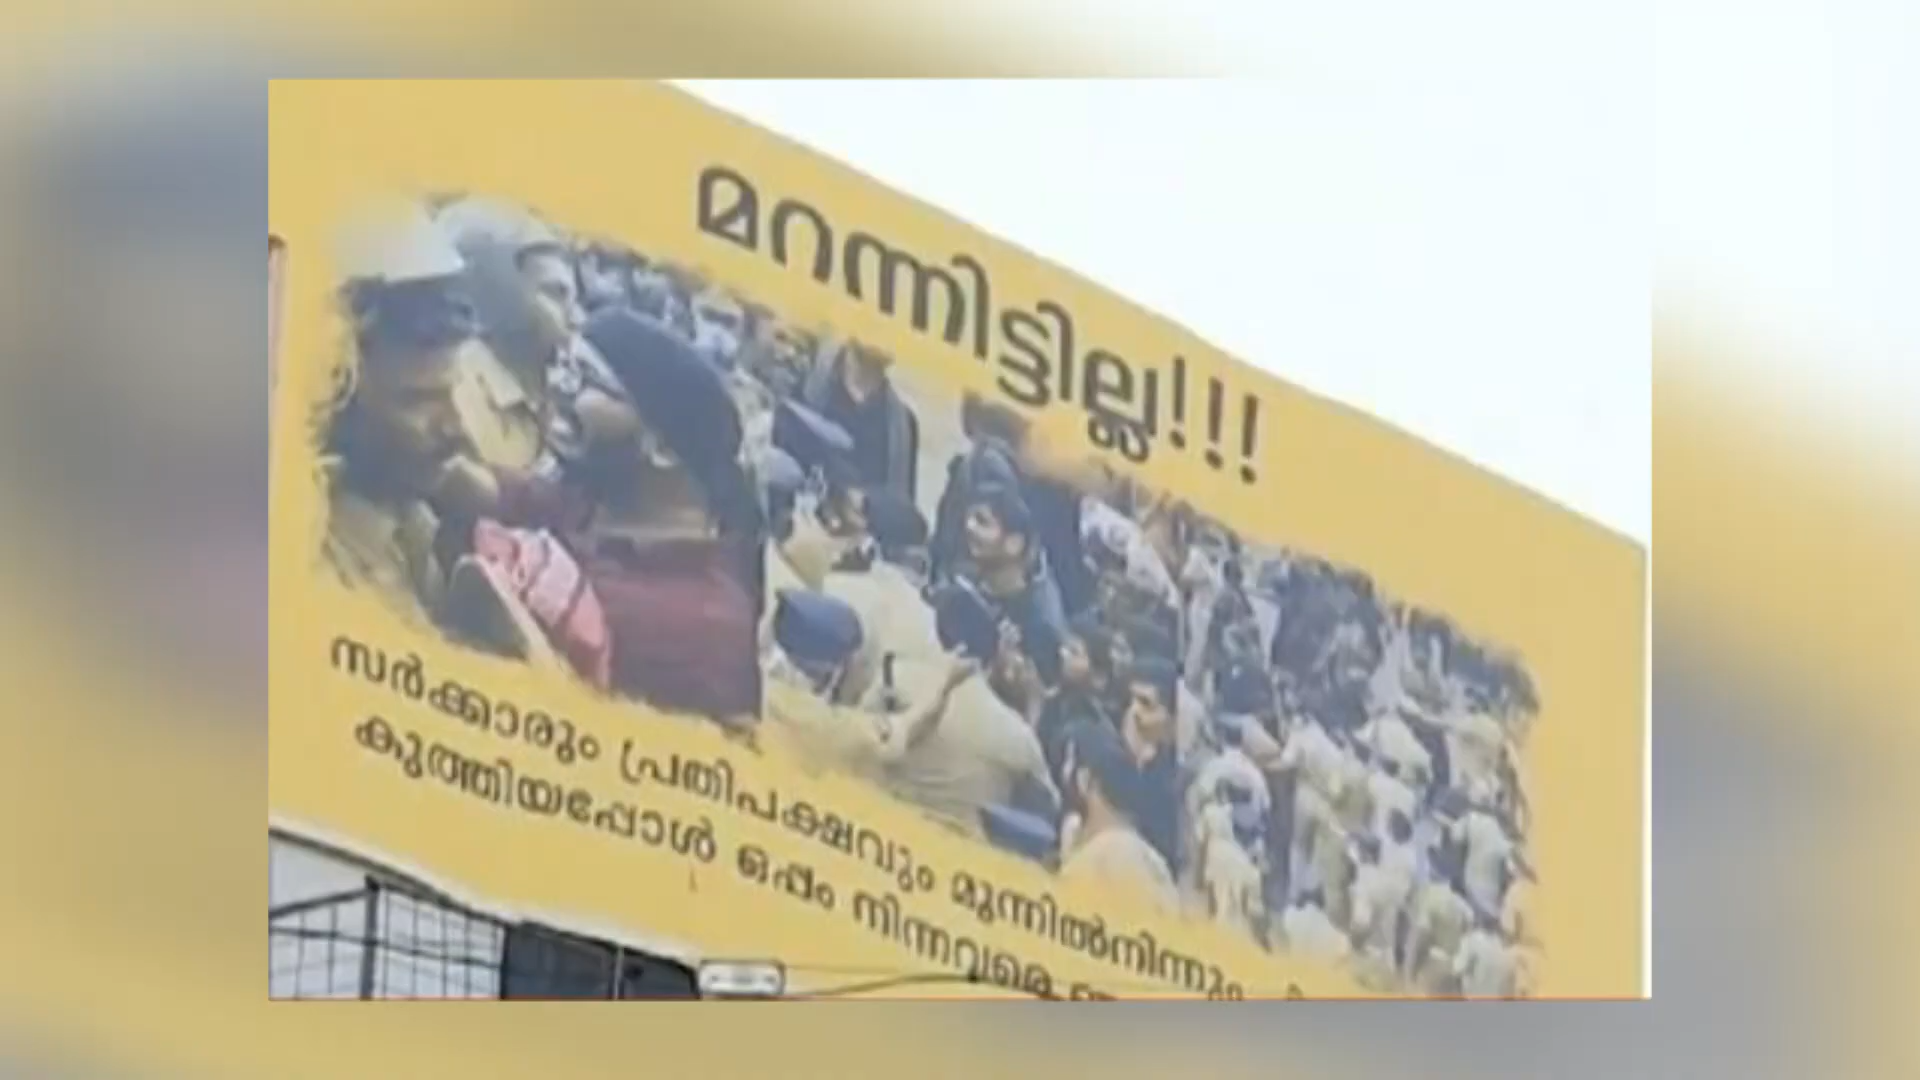 മറന്നിട്ടില്ല!!!
സർക്കാരും പ്രതിപക്ഷവും മുന്നിൽനിന്നും
കുത്തിയപ്പോൾ ഒപ്പം നിന്നവരെ